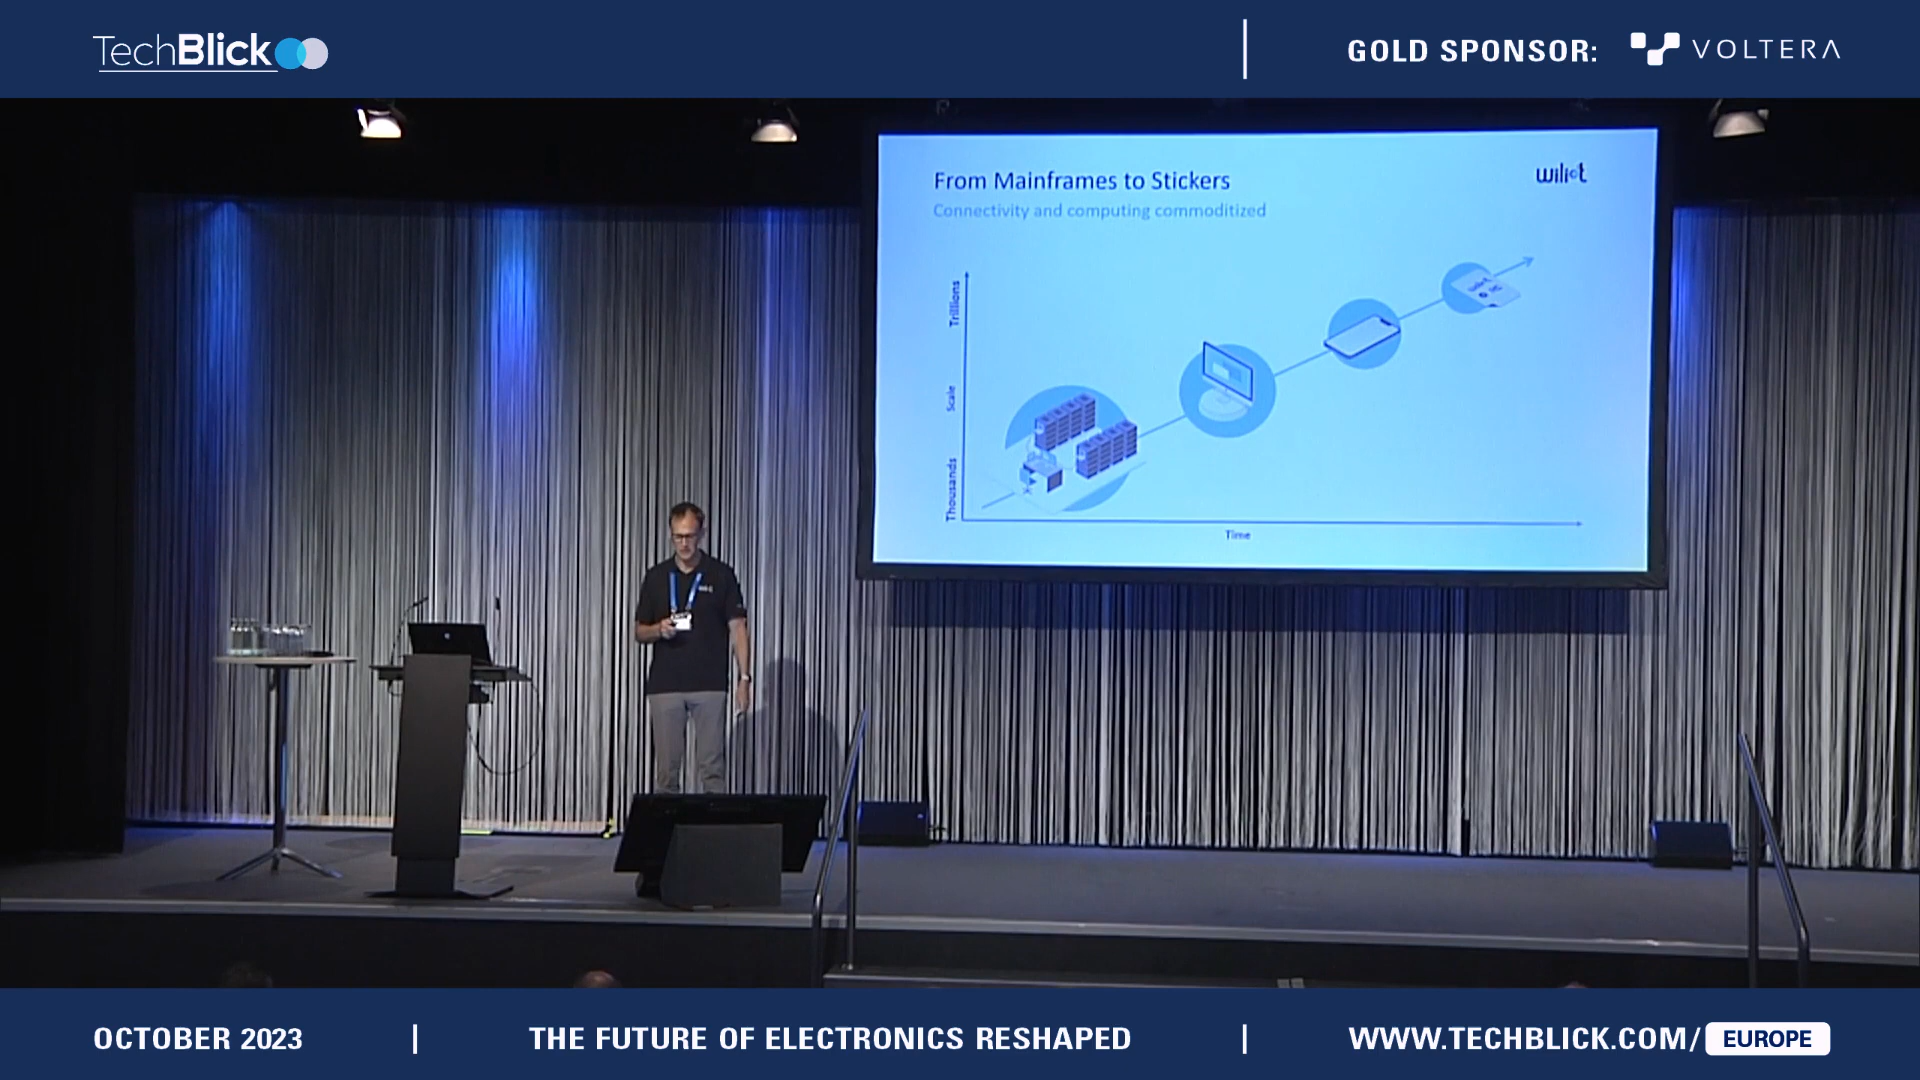 TechBlick
GOLD SPONSOR:
VOLTERA
From Mainframes to Stickers
wiliot
Connectivity and computing commoditized
Trillions
Scale
Thousands
Time
OCTOBER 2023
THE FUTURE OF ELECTRONICS RESHAPED
WWW.TECHBLICK.COM/EUROPE